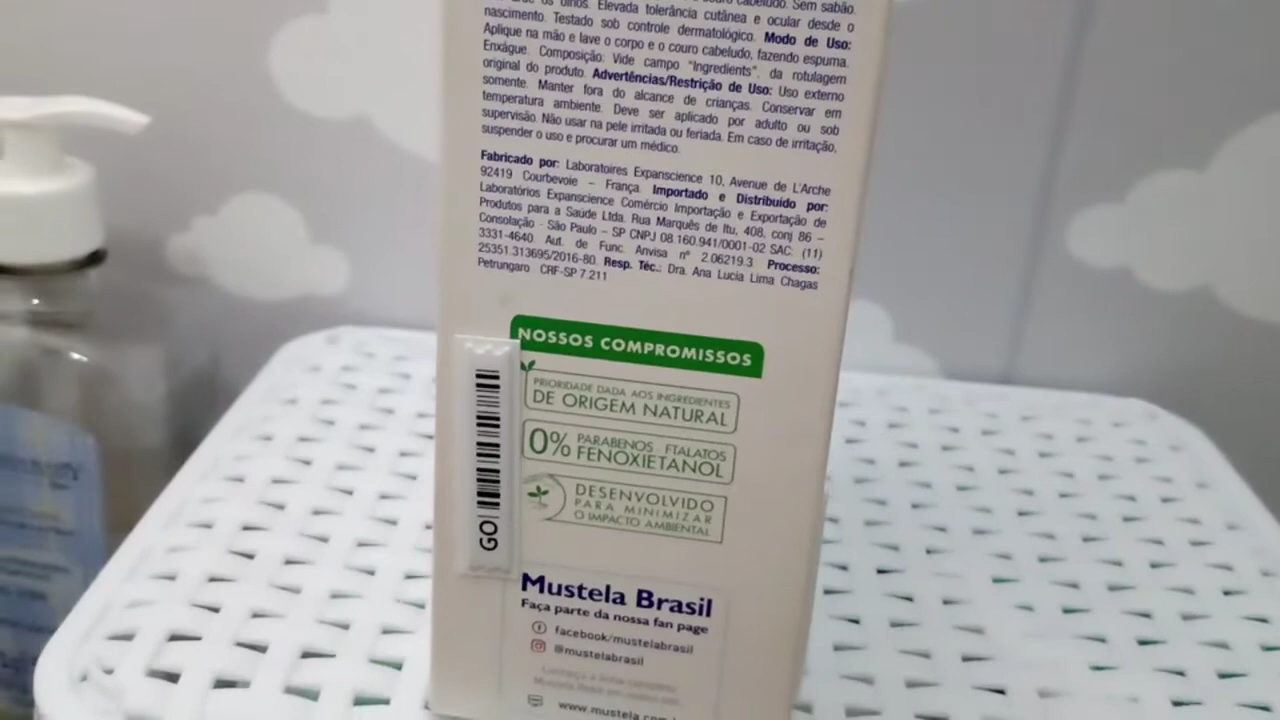 couro cabeludo. Sem sabão.
os olhos. Elevada tolerância cutânea e ocular desde o
nascimento. Testado sob controle dermatológico. Modo de Uso:
Aplique na mão e lave o corpo e o couro cabeludo, fazendo espuma.
Enxágue. Composição: Vide campo "Ingredients", da rotulagem
original do produto. Advertências/Restrição de Uso: Uso externo
somente. Manter fora do alcance de crianças. Conservar em
temperatura ambiente. Deve ser aplicado por adulto ou sob
supervisão. Não usar na pele irritada ou ferida. Em caso de irritação,
suspender o uso e procurar um médico.
Fabricado por: Laboratoires Expanscience 10, Avenue de L'Arche
92419 Courbevoie – França. Importado e Distribuído por:
Laboratórios Expanscience Comércio Importação e Exportação de
Produtos para a Saúde Ltda. Rua Marquês de Itu, 408, conj 86 –
Consolação - São Paulo – SP CNPJ 08.160.941/0001-02 SAC: (11)
3331-4640. Aut. de Func. Anvisa nº 2.06219.3 Processo:
25351.313695/2016-80. Resp. Téc.: Dra. Ana Lucia Lima Chagas
Petrungaro CRF-SP 7.211
NOSSOS COMPROMISSOS
PRIORIDADE DADA AOS INGREDIENTES
DE ORIGEM NATURAL
0% PARABENOS FTALATOS
FENOXIETANOL
DESENVOLVIDO
PARA MINIMIZAR
O IMPACTO AMBIENTAL
GO
Mustela Brasil
Faça parte da nossa fan page
facebook/mustelabrasil
@mustelabrasil
Conheça a linha completa
www.mustela.com